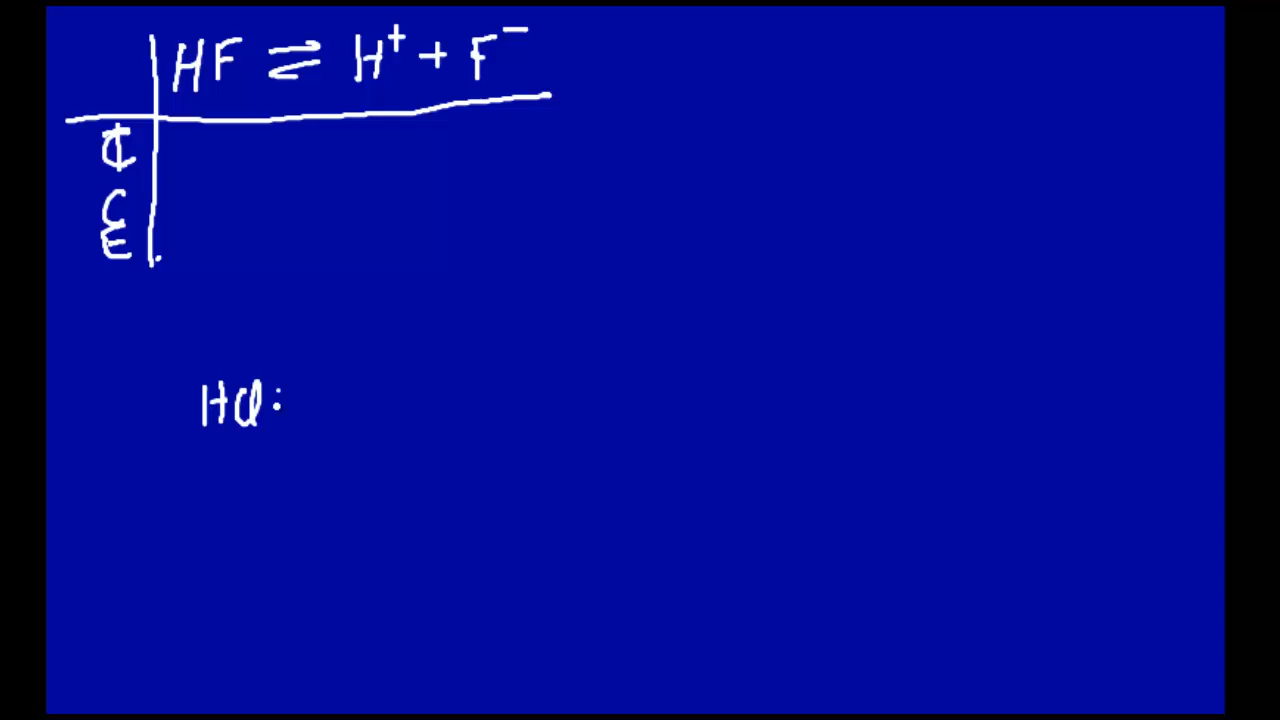 HF ⇌ H⁺ + F⁻
C
E
HCl: